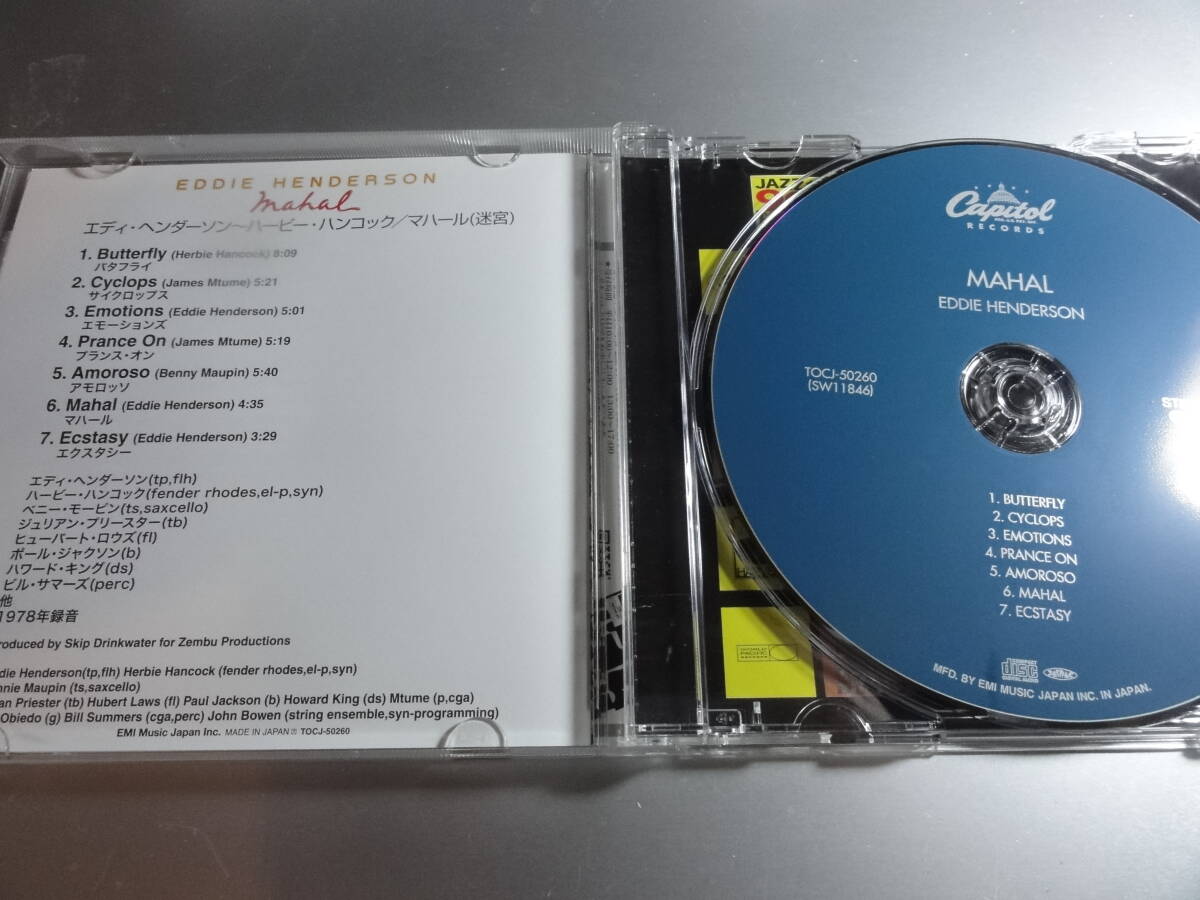 EDDIE HENDERSON
mahal
エディ・ヘンダーソン～ハービー・ハンコック／マハール(迷宮)
1. Butterfly (Herbie Hancock) 8:09
バタフライ
2. Cyclops (James Mtume) 5:21
サイクロップス
3. Emotions (Eddie Henderson) 5:01
エモーションズ
4. Prance On (James Mtume) 5:19
プランス・オン
5. Amoroso (Benny Maupin) 5:40
アモロッソ
6. Mahal (Eddie Henderson) 4:35
マハール
7. Ecstasy (Eddie Henderson) 3:29
エクスタシー
エディ・ヘンダーソン(tp,flh)
ハービー・ハンコック(fender rhodes,el-p,syn)
ベニー・モーピン(ts,saxcello)
ジュリアン・プリースター(tb)
ヒューバート・ロウズ(fl)
ポール・ジャクソン(b)
ハワード・キング(ds)
ビル・サマーズ(perc)
他
1978年録音
roduced by Skip Drinkwater for Zembu Productions
die Henderson(tp,flh) Herbie Hancock (fender rhodes,el-p,syn)
nnie Maupin (ts,saxcello)
an Priester (tb) Hubert Laws (fl) Paul Jackson (b) Howard King (ds) Mtume (p,cga)
Obiedo (g) Bill Summers (cga,perc) John Bowen (string ensemble,syn-programming)
EMI Music Japan Inc. MADE IN JAPAN TOCJ-50260
JAZZ
Capitol
RECORDS
MAHAL
EDDIE HENDERSON
TOCJ-50260
(SW11846)
ST
1. BUTTERFLY
2. CYCLOPS
3. EMOTIONS
4. PRANCE ON
5. AMOROSO
6. MAHAL
7. ECSTASY
COMPACT
disc
DIGITAL AUDIO
MFD. BY EMI MUSIC JAPAN INC. IN JAPAN.
WORLD
PACIFIC